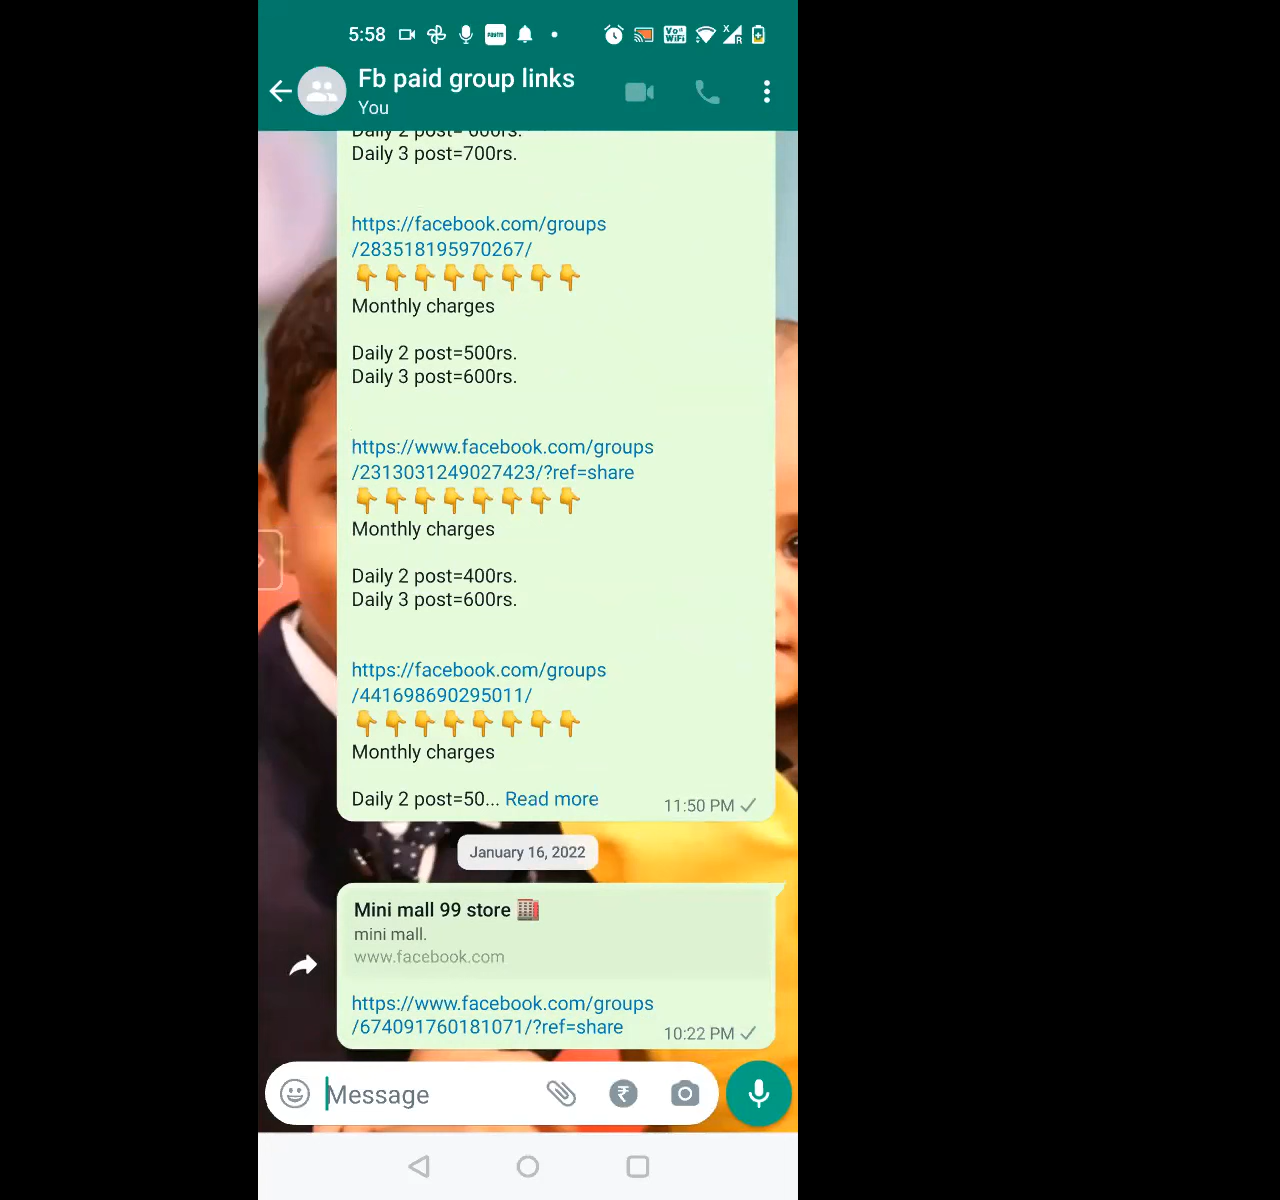 5:58
Fb paid group links
You
Daily 3 post=700rs.
https://facebook.com/groups
/283518195970267/
Monthly charges
Daily 2 post=500rs.
Daily 3 post=600rs.
https://www.facebook.com/groups
/2313031249027423/?ref=share
Monthly charges
Daily 2 post=400rs.
Daily 3 post=600rs.
https://facebook.com/groups
/441698690295011/
Monthly charges
Daily 2 post=50... Read more
11:50 PM
January 16, 2022
Mini mall 99 store
mini mall.
www.facebook.com
https://www.facebook.com/groups
/674091760181071/?ref=share
10:22 PM
Message